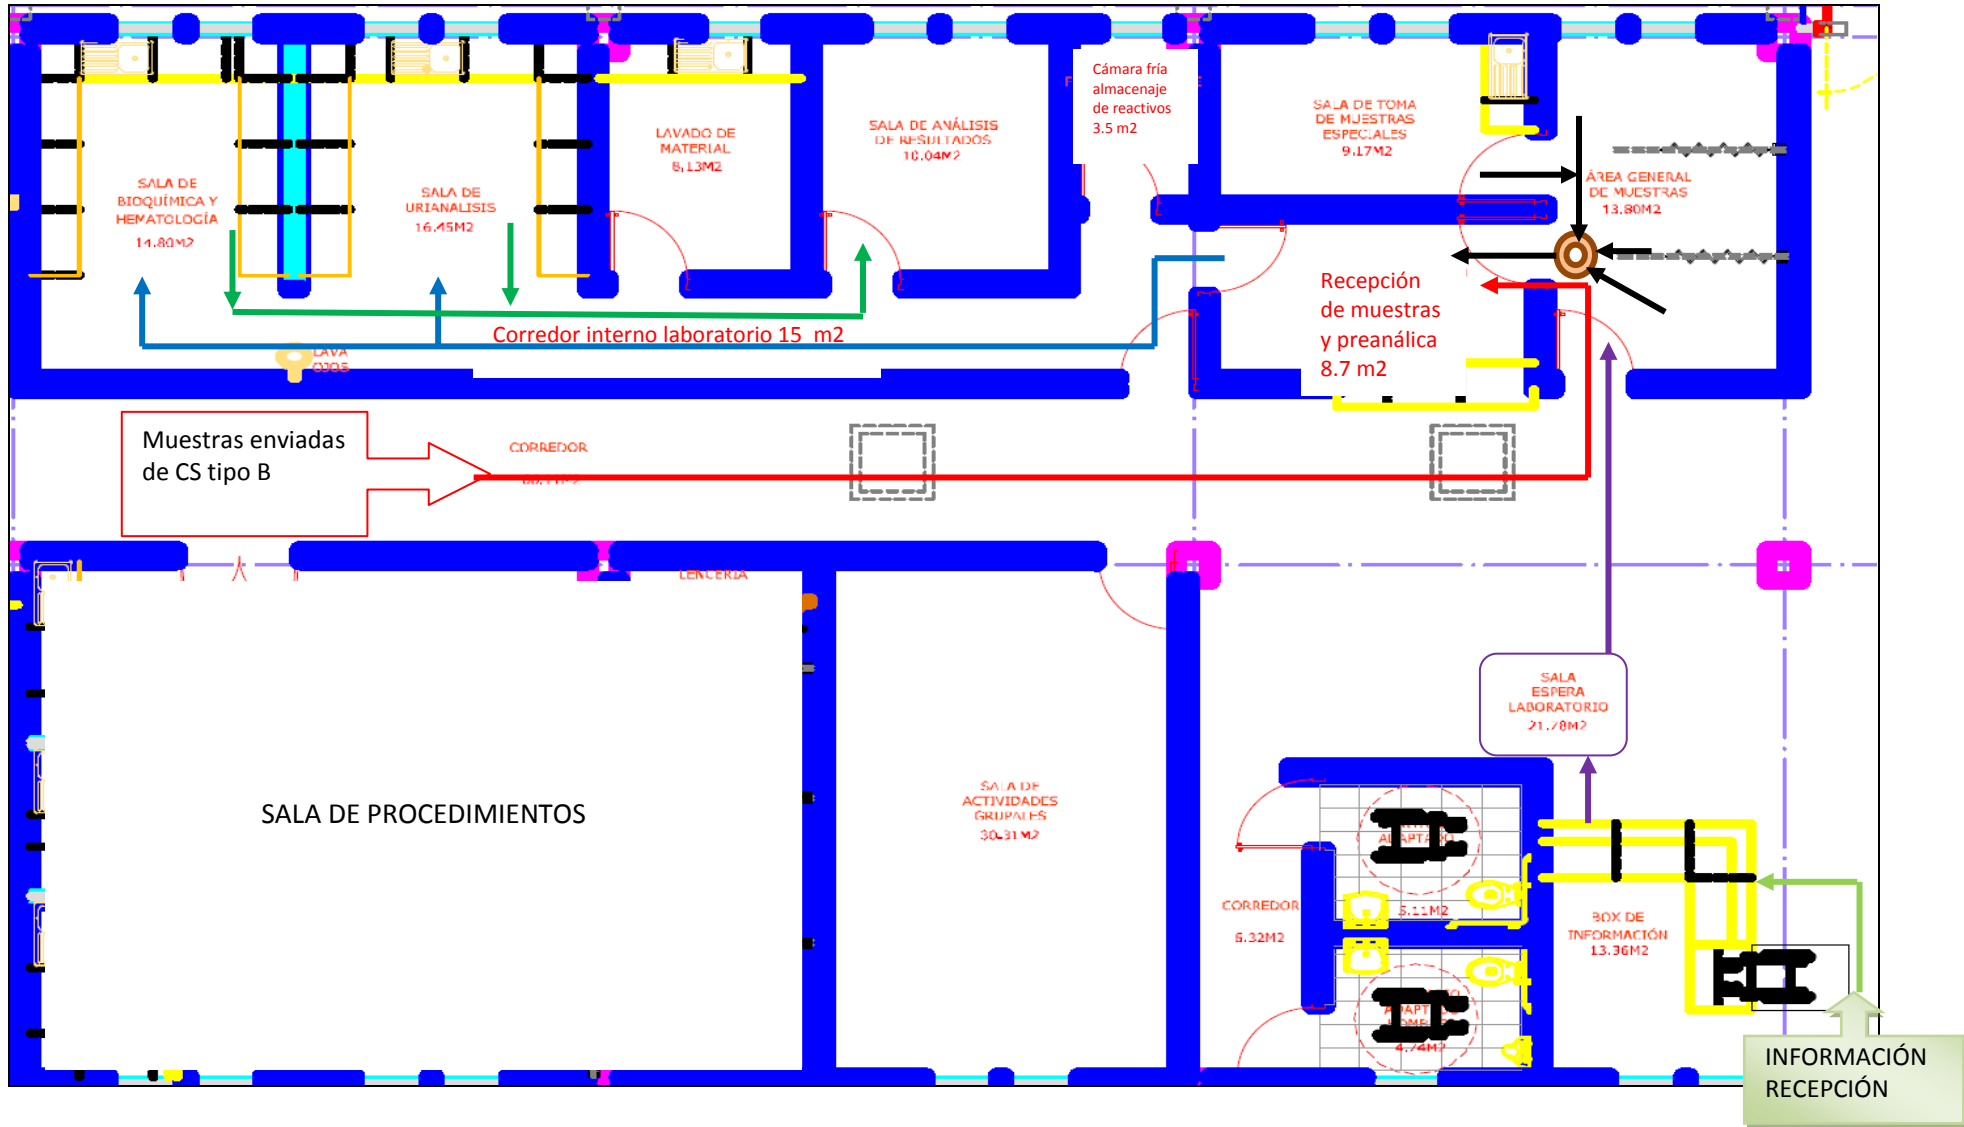 Cámara fría
almacenaje
de reactivos
3.5 m2
SALA DE TOMA
DE MUESTRAS
ESPECIALES
9.17M2
LAVADO DE
MATERIAL
8.13M2
SALA DE ANÁLISIS
DE RESULTADOS
10.04M2
SALA DE
BIOQUÍMICA Y
HEMATOLOGÍA
14.80M2
SALA DE
URIANALISIS
16.45M2
ÁREA GENERAL
DE MUESTRAS
13.80M2
Recepción
de muestras
y preanálica
8.7 m2
Corredor interno laboratorio 15 m2
LAVA
OJOS
Muestras enviadas
de CS tipo B
CORREDOR
LENCERIA
SALA
ESPERA
LABORATORIO
21.78M2
SALA DE PROCEDIMIENTOS
SALA DE
ACTIVIDADES
GRUPALES
30.31M2
ADAPTADO
5.11M2
CORREDOR
6.32M2
BOX DE
INFORMACIÓN
13.36M2
4.74M2
INFORMACIÓN
RECEPCIÓN